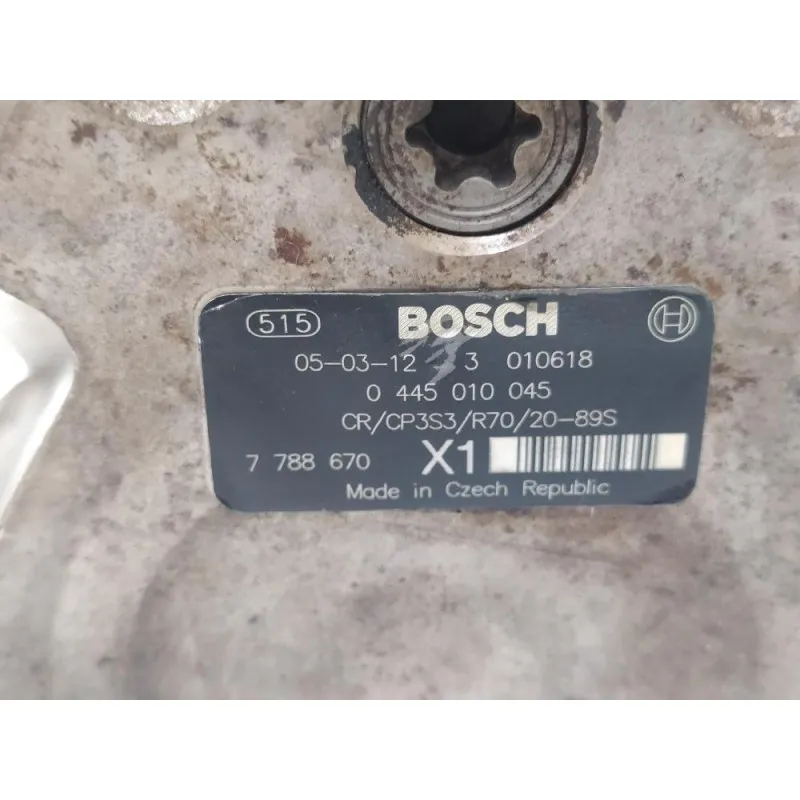 515 BOSCH
05-03-12 3 010618
0 445 010 045
CR/CP3S3/R70/20-89S
7 788 670 X1
Made in Czech Republic